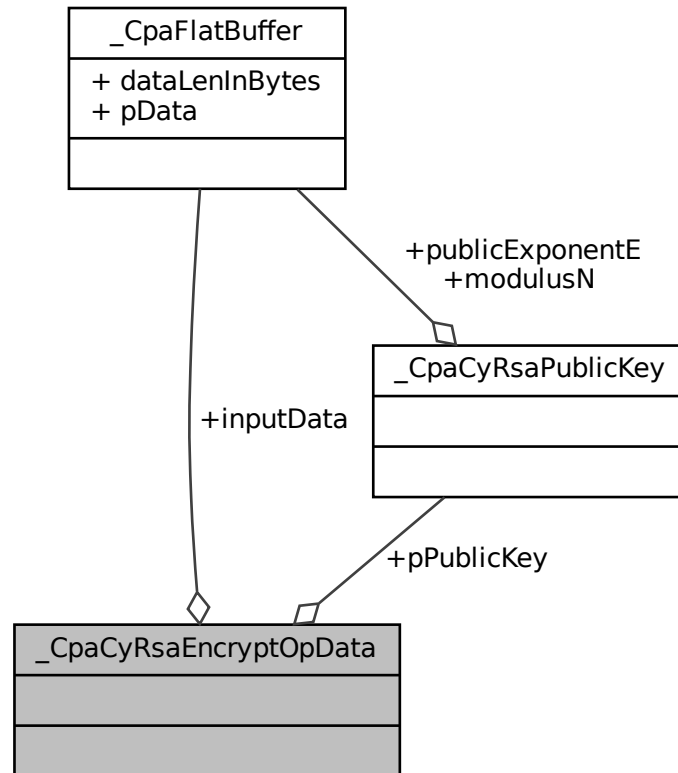 _CpaFlatBuffer
+ dataLenInBytes
+ pData
+publicExponentE
+modulusN
_CpaCyRsaPublicKey
+inputData
+pPublicKey
_CpaCyRsaEncryptOpData